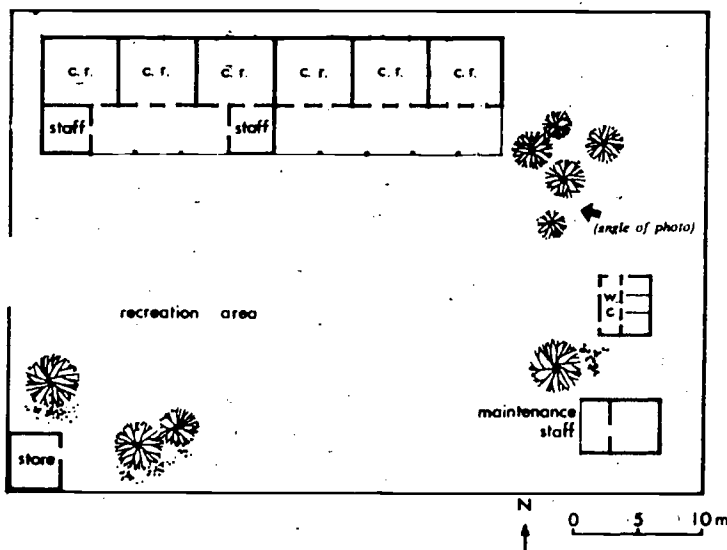 c. r. c. r. c. r. c. r. c. r. c. r.
staff staff
(angle of photo)
w.
c
recreation area
maintenance
staff
store
N
0 5 10 m